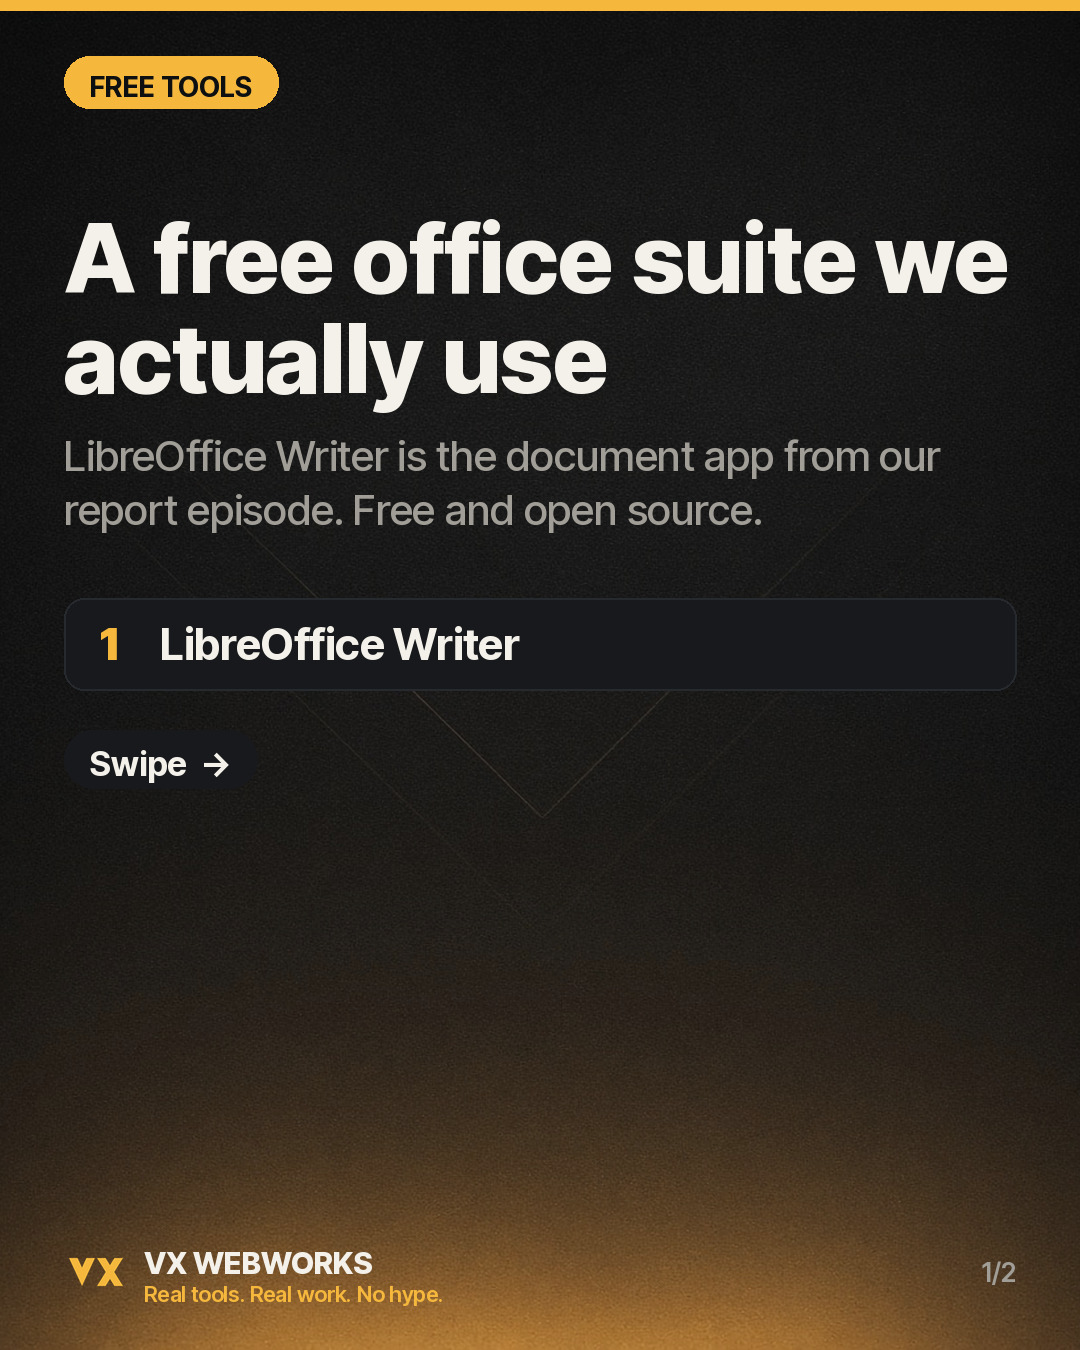 FREE TOOLS
A free office suite we
actually use
LibreOffice Writer is the document app from our
report episode. Free and open source.
1 LibreOffice Writer
Swipe →
VX VX WEBWORKS
Real tools. Real work. No hype.
1/2